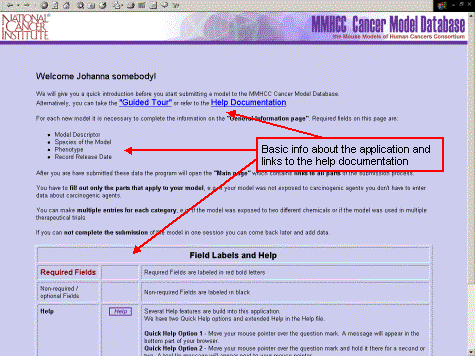 NATIONAL
CANCER
INSTITUTE
MMHCC Cancer Model Database
the Mouse Models of Human Cancers Consortium
Welcome Johanna somebody!
We will give you a quick introduction before you start submitting a model to the MMHCC Cancer Model Database.
Alternatively, you can take the "Guided Tour" or refer to the Help Documentation
For each new model it is necessary to complete the information on the "General Information page". Required fields on this page are:
Model Descriptor
Species of the Model
Phenotype
Record Release Date
Basic info about the application and
links to the help documentation
After you are have submitted these data the program will open the "Main page" which contains links to all parts of the submission process.
You have to fill out only the parts that apply to your model, e.g. if your model was not exposed to carcinogenic agents you don't have to enter
data about carcinogenic agents.
You can make multiple entries for each category, e.g. if the model was exposed to two different chemicals or if the model was used in multiple
therapeutical trials
If you can not complete the submission of the model in one session you can come back later and add data.
Field Labels and Help
Required Fields
Required Fields are labeled in red bold letters
Non-required /
optional Fields
Non-required Fields are labeled in black
Help
Help
Several Help features are build into this application.
We have two Quick Help options and extended Help in the Help file.
Quick Help Option 1 - Move your mouse pointer over the question mark. A message will appear in the
bottom part of your browser.
Quick Help Option 2 - Move your mouse pointer over the question mark and hold it there for a second or